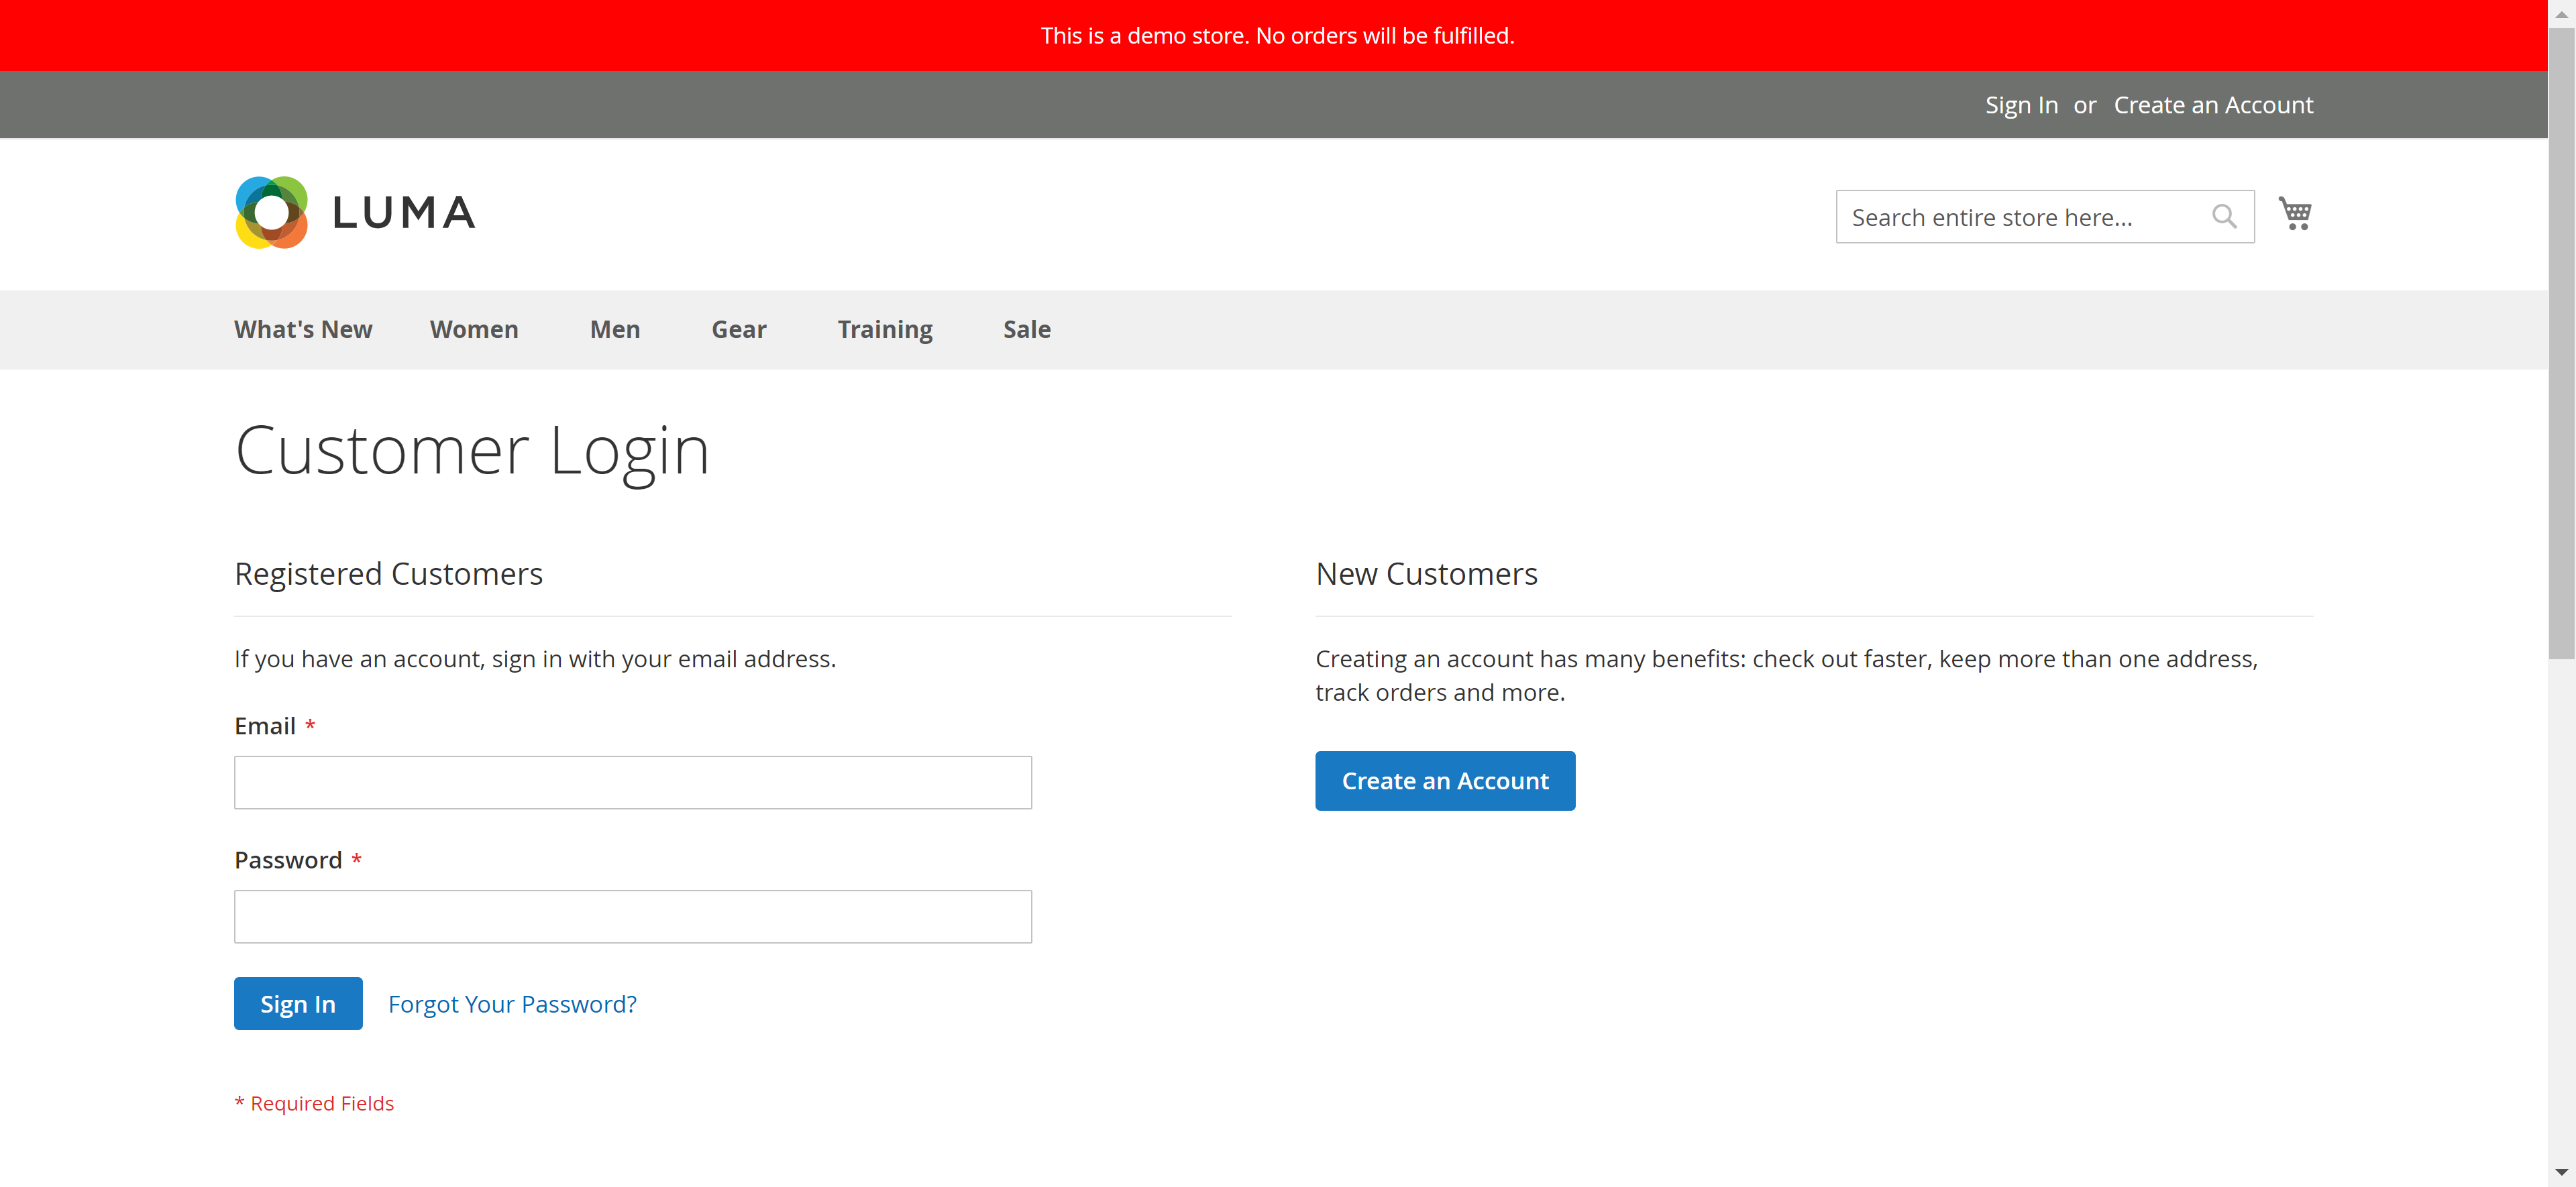 This is a demo store. No orders will be fulfilled.
Sign In or Create an Account
LUMA
Search entire store here...
What's New Women Men Gear Training Sale
Customer Login
Registered Customers
If you have an account, sign in with your email address.
Email *
Password *
Sign In Forgot Your Password?
* Required Fields
New Customers
Creating an account has many benefits: check out faster, keep more than one address,
track orders and more.
Create an Account